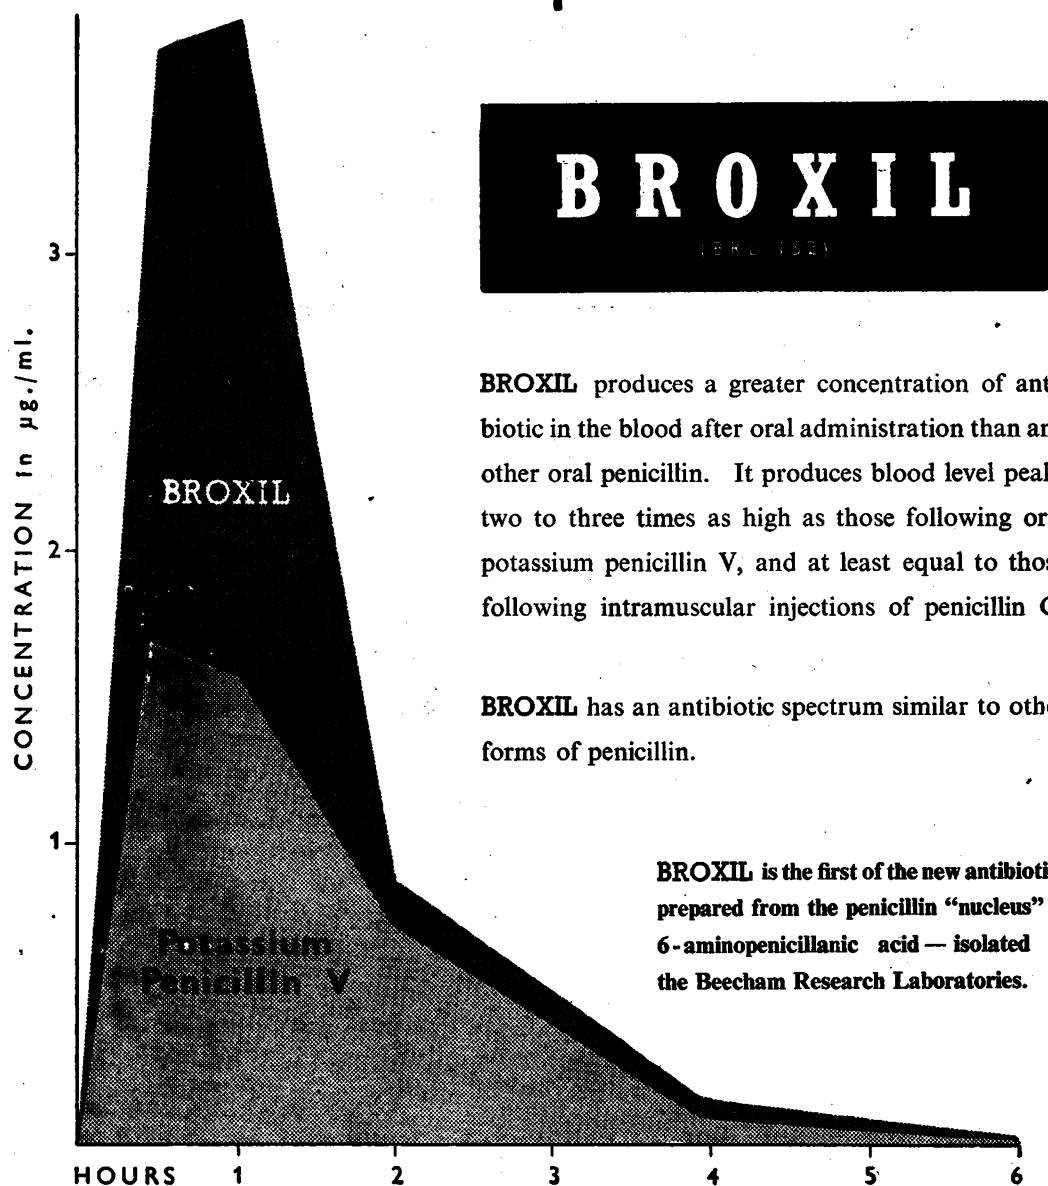 BROXIL
(BRL 152)
3
CONCENTRATION in µg./ml.
BROXIL produces a greater concentration of ant
biotic in the blood after oral administration than an
other oral penicillin. It produces blood level peak
two to three times as high as those following or
potassium penicillin V, and at least equal to thos
following intramuscular injections of penicillin G
BROXIL
2
BROXIL has an antibiotic spectrum similar to othe
forms of penicillin.
1
BROXIL is the first of the new antibioti
prepared from the penicillin “nucleus”
6-aminopenicillanic acid — isolated
the Beecham Research Laboratories.
Potassium
Penicillin V
HOURS 1 2 3 4 5 6